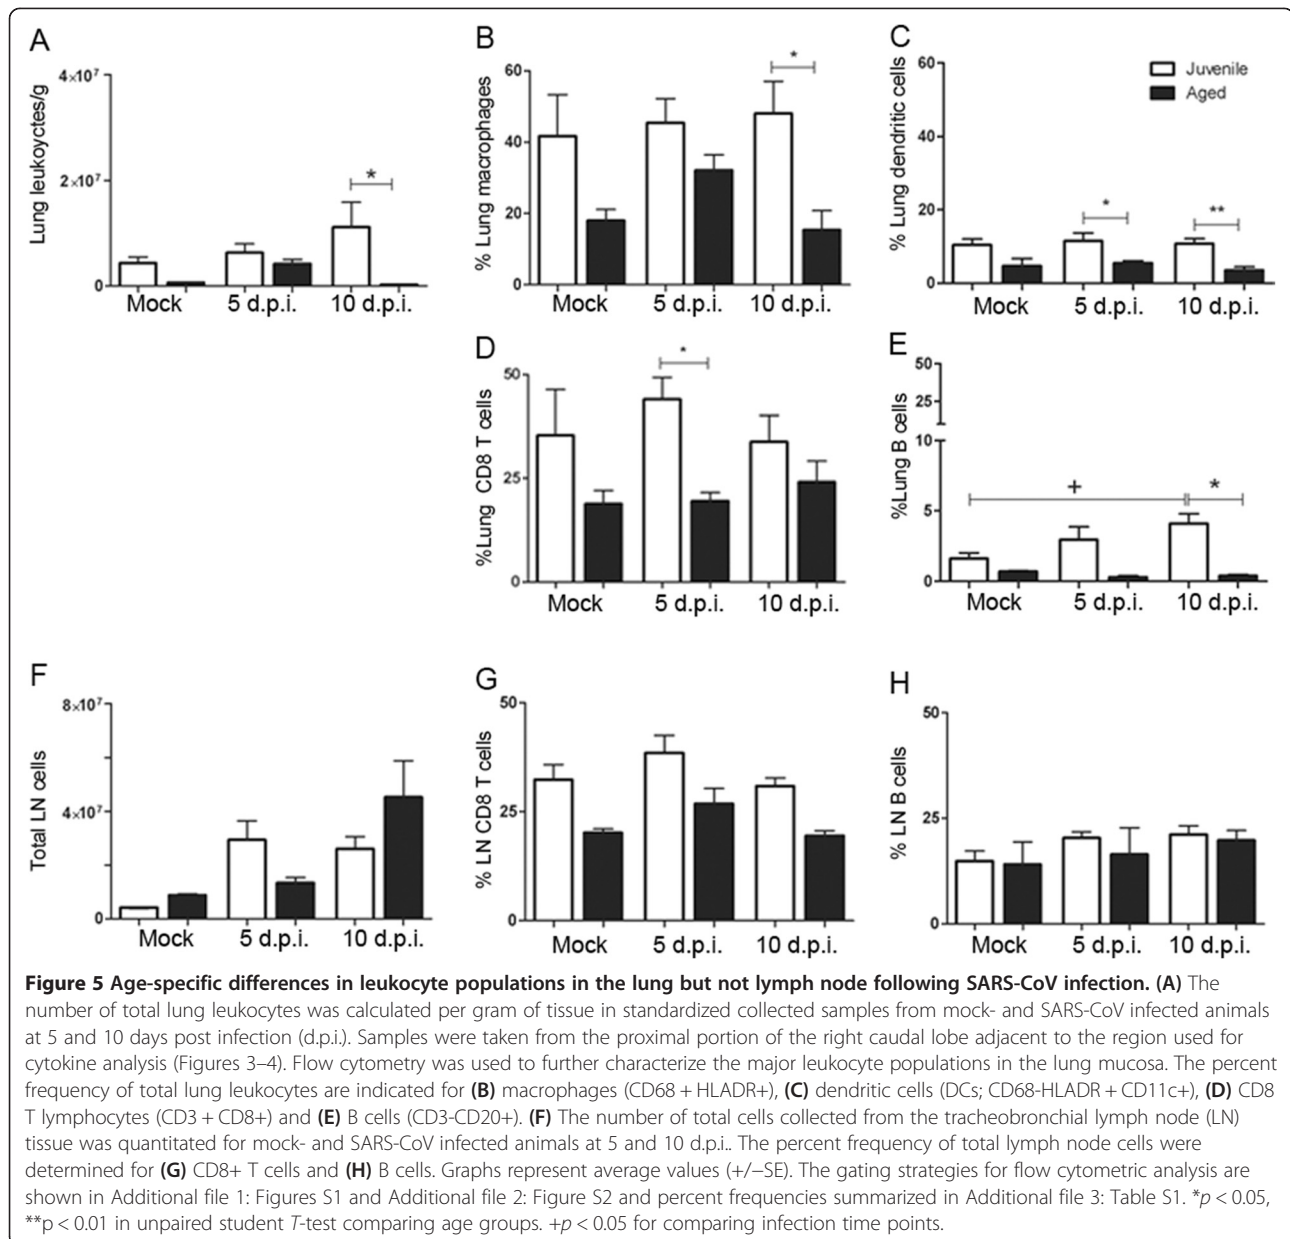 A
Lung leukoyctes/g
4×10⁷
2×10⁷
0
*
Mock 5 d.p.i. 10 d.p.i.
B
% Lung macrophages
60
40
20
0
*
Mock 5 d.p.i. 10 d.p.i.
C
% Lung dendritic cells
60
40
20
0
Juvenile
Aged
* **
Mock 5 d.p.i. 10 d.p.i.
D
%Lung CD8 T cells
50
25
0
*
Mock 5 d.p.i. 10 d.p.i.
E
%Lung B cells
50
25
10
5
0
+ *
Mock 5 d.p.i. 10 d.p.i.
F
Total LN cells
8×10⁷
4×10⁷
0
Mock 5 d.p.i. 10 d.p.i.
G
% LN CD8 T cells
50
25
0
Mock 5 d.p.i. 10 d.p.i.
H
% LN B cells
50
25
0
Mock 5 d.p.i. 10 d.p.i.
Figure 5 Age-specific differences in leukocyte populations in the lung but not lymph node following SARS-CoV infection. (A) The
number of total lung leukocytes was calculated per gram of tissue in standardized collected samples from mock- and SARS-CoV infected animals
at 5 and 10 days post infection (d.p.i.). Samples were taken from the proximal portion of the right caudal lobe adjacent to the region used for
cytokine analysis (Figures 3–4). Flow cytometry was used to further characterize the major leukocyte populations in the lung mucosa. The percent
frequency of total lung leukocytes are indicated for (B) macrophages (CD68 + HLADR+), (C) dendritic cells (DCs; CD68-HLADR + CD11c+), (D) CD8
T lymphocytes (CD3 + CD8+) and (E) B cells (CD3-CD20+). (F) The number of total cells collected from the tracheobronchial lymph node (LN)
tissue was quantitated for mock- and SARS-CoV infected animals at 5 and 10 d.p.i.. The percent frequency of total lymph node cells were
determined for (G) CD8+ T cells and (H) B cells. Graphs represent average values (+/−SE). The gating strategies for flow cytometric analysis are
shown in Additional file 1: Figures S1 and Additional file 2: Figure S2 and percent frequencies summarized in Additional file 3: Table S1. *p < 0.05,
**p < 0.01 in unpaired student T-test comparing age groups. +p < 0.05 for comparing infection time points.